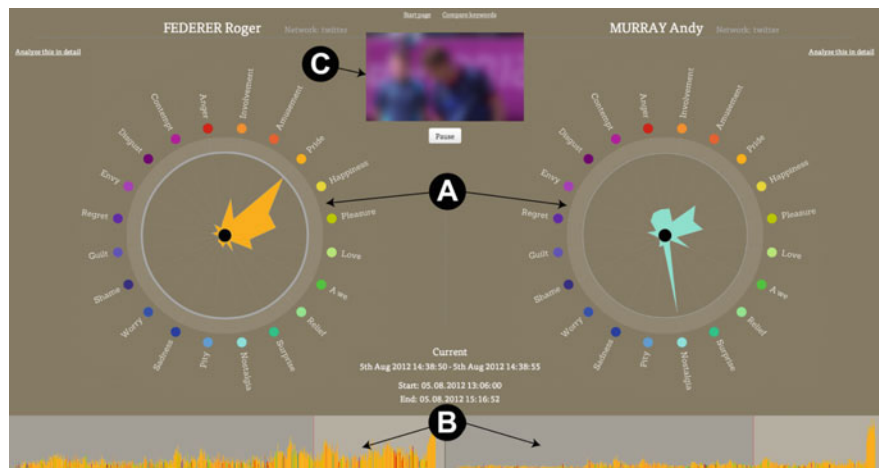 Start page Compare keywords
FEDERER Roger Network: twitter
MURRAY Andy Network: twitter
Analyse this in detail
Analyse this in detail
C
Pause
A
B
Involvement
Amusement
Pride
Happiness
Pleasure
Love
Awe
Relief
Surprise
Nostalgia
Pity
Sadness
Worry
Shame
Guilt
Regret
Envy
Disgust
Contempt
Anger
Involvement
Amusement
Pride
Happiness
Pleasure
Love
Awe
Relief
Surprise
Nostalgia
Pity
Sadness
Worry
Shame
Guilt
Regret
Envy
Disgust
Contempt
Anger
Current
5th Aug 2012 14:38:50 - 5th Aug 2012 14:38:55
Start: 05.08.2012 13:06:00
End: 05.08.2012 15:16:52